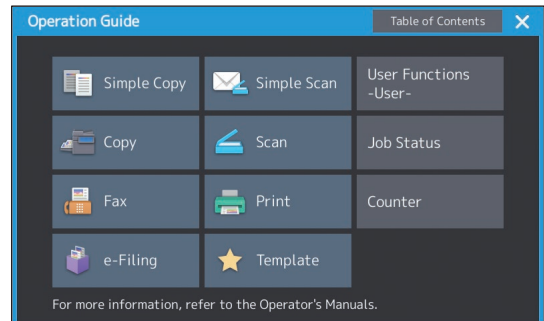 Operation Guide
Table of Contents
Simple Copy
Simple Scan
User Functions
-User-
Copy
Scan
Job Status
Fax
Print
Counter
e-Filing
Template
For more information, refer to the Operator's Manuals.